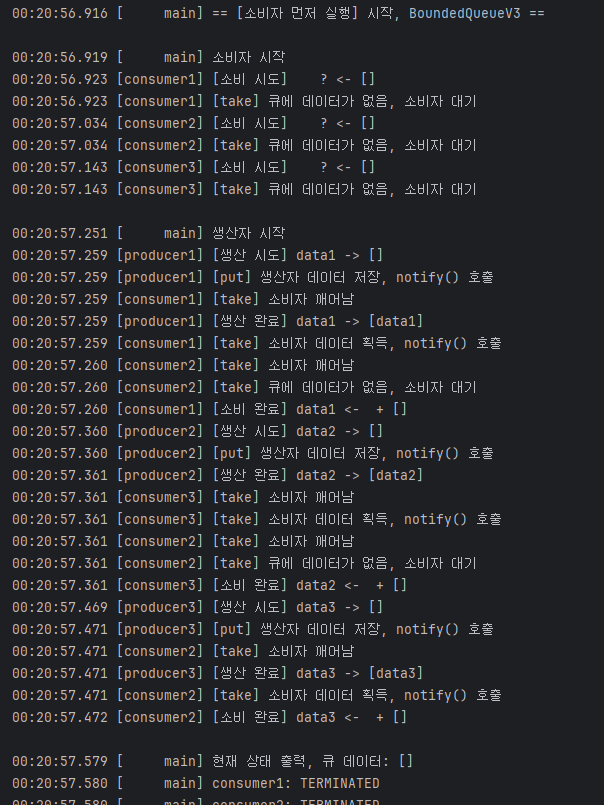 00:20:56.916 [     main] == [소비자 먼저 실행] 시작, BoundedQueueV3 ==
00:20:56.919 [     main] 소비자 시작
00:20:56.923 [consumer1] [소비 시도]    ? <- []
00:20:56.923 [consumer1] [take] 큐에 데이터가 없음, 소비자 대기
00:20:57.034 [consumer2] [소비 시도]    ? <- []
00:20:57.034 [consumer2] [take] 큐에 데이터가 없음, 소비자 대기
00:20:57.143 [consumer3] [소비 시도]    ? <- []
00:20:57.143 [consumer3] [take] 큐에 데이터가 없음, 소비자 대기
00:20:57.251 [     main] 생산자 시작
00:20:57.259 [producer1] [생산 시도] data1 -> []
00:20:57.259 [producer1] [put] 생산자 데이터 저장, notify() 호출
00:20:57.259 [consumer1] [take] 소비자 깨어남
00:20:57.259 [producer1] [생산 완료] data1 -> [data1]
00:20:57.259 [consumer1] [take] 소비자 데이터 획득, notify() 호출
00:20:57.260 [consumer2] [take] 소비자 깨어남
00:20:57.260 [consumer2] [take] 큐에 데이터가 없음, 소비자 대기
00:20:57.260 [consumer1] [소비 완료] data1 <-  + []
00:20:57.360 [producer2] [생산 시도] data2 -> []
00:20:57.360 [producer2] [put] 생산자 데이터 저장, notify() 호출
00:20:57.361 [producer2] [생산 완료] data2 -> [data2]
00:20:57.361 [consumer3] [take] 소비자 깨어남
00:20:57.361 [consumer3] [take] 소비자 데이터 획득, notify() 호출
00:20:57.361 [consumer2] [take] 소비자 깨어남
00:20:57.361 [consumer2] [take] 큐에 데이터가 없음, 소비자 대기
00:20:57.361 [consumer3] [소비 완료] data2 <-  + []
00:20:57.469 [producer3] [생산 시도] data3 -> []
00:20:57.471 [producer3] [put] 생산자 데이터 저장, notify() 호출
00:20:57.471 [consumer2] [take] 소비자 깨어남
00:20:57.471 [producer3] [생산 완료] data3 -> [data3]
00:20:57.471 [consumer2] [take] 소비자 데이터 획득, notify() 호출
00:20:57.472 [consumer2] [소비 완료] data3 <-  + []
00:20:57.579 [     main] 현재 상태 출력, 큐 데이터: []
00:20:57.580 [     main] consumer1: TERMINATED
00:20:57.580 [     main] consumer2: TERMINATED